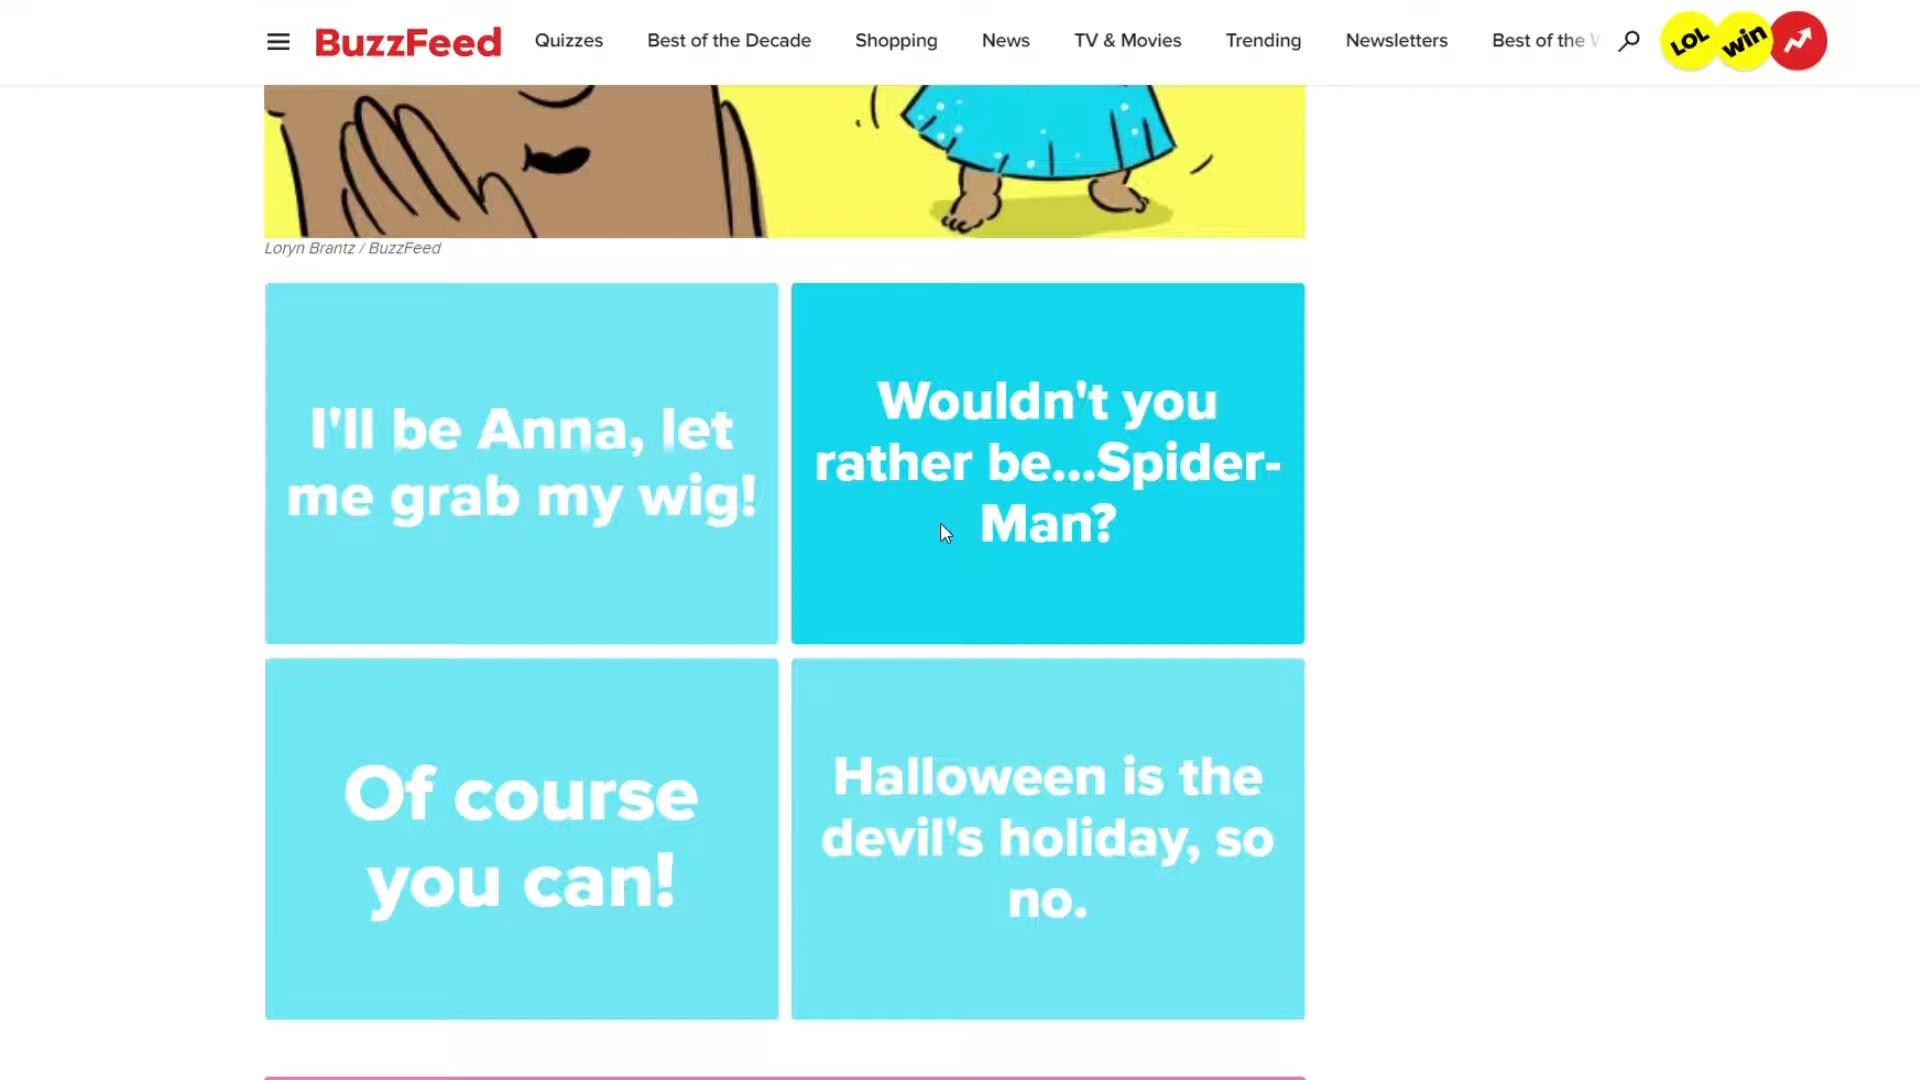 BuzzFeed Quizzes Best of the Decade Shopping News TV & Movies Trending Newsletters Best of the LOL win
Loryn Brantz / BuzzFeed
I'll be Anna, let
me grab my wig!
Wouldn't you
rather be...Spider-
Man?
Of course
you can!
Halloween is the
devil's holiday, so
no.